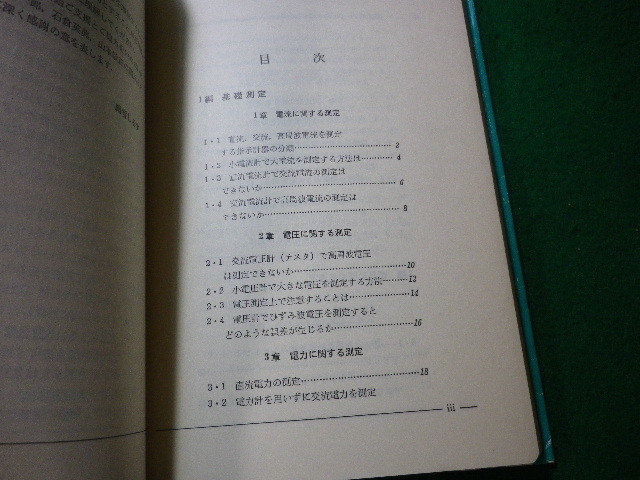 目次
1編 基礎測定
1章 電流に関する測定
1・1 直流,交流,高周波電流を測定
する指示計器の分類 2
1・2 小電流計で大電流を測定する方法は 4
1・3 直流電流計で交流電流の測定は
できないか 6
1・4 交流電流計で高周波電流の測定は
できないか 8
2章 電圧に関する測定
2・1 交流電圧計(テスタ)で高周波電圧
は測定できないか 10
2・2 小電圧計で大きな電圧を測定する方法 12
2・3 電圧測定上で注意することは 14
2・4 電圧計でひずみ波電圧を測定すると
どのような誤差が生じるか 16
3章 電力に関する測定
3・1 直流電力の測定 18
3・2 電力計を用いずに交流電力を測定
iii